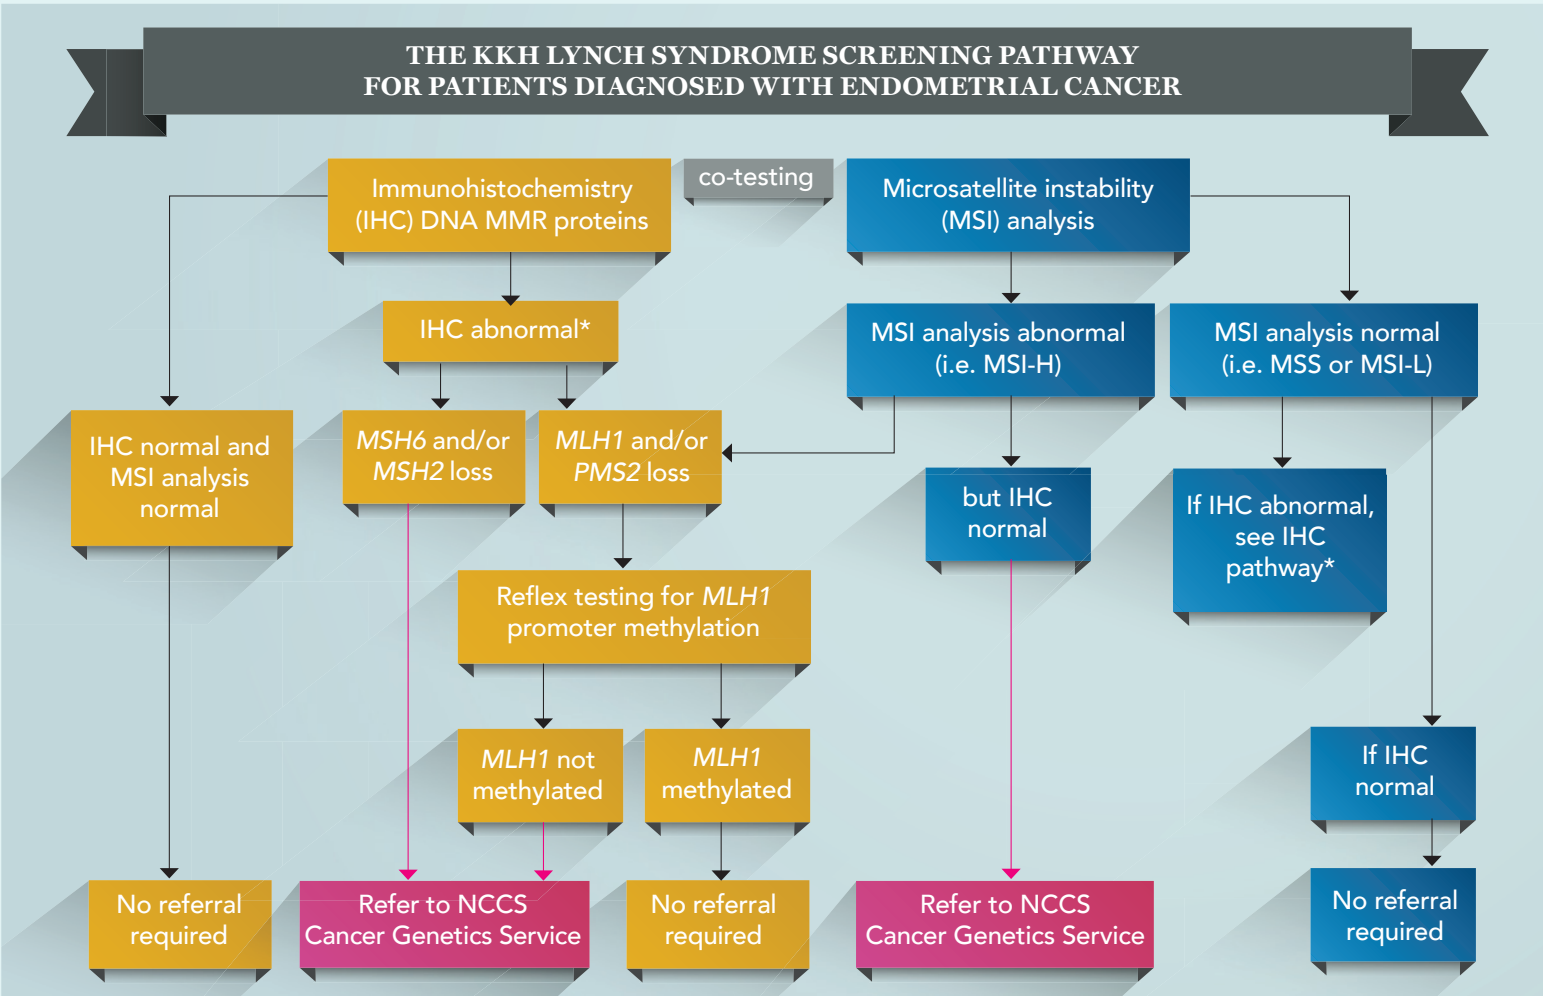 THE KKH LYNCH SYNDROME SCREENING PATHWAY
FOR PATIENTS DIAGNOSED WITH ENDOMETRIAL CANCER
Immunohistochemistry
(IHC) DNA MMR proteins
co-testing
Microsatellite instability
(MSI) analysis
IHC abnormal*
MSI analysis abnormal
(i.e. MSI-H)
MSI analysis normal
(i.e. MSS or MSI-L)
IHC normal and
MSI analysis
normal
MSH6 and/or
MSH2 loss
MLH1 and/or
PMS2 loss
but IHC
normal
If IHC abnormal,
see IHC
pathway*
Reflex testing for MLH1
promoter methylation
MLH1 not
methylated
MLH1
methylated
If IHC
normal
No referral
required
Refer to NCCS
Cancer Genetics Service
No referral
required
Refer to NCCS
Cancer Genetics Service
No referral
required